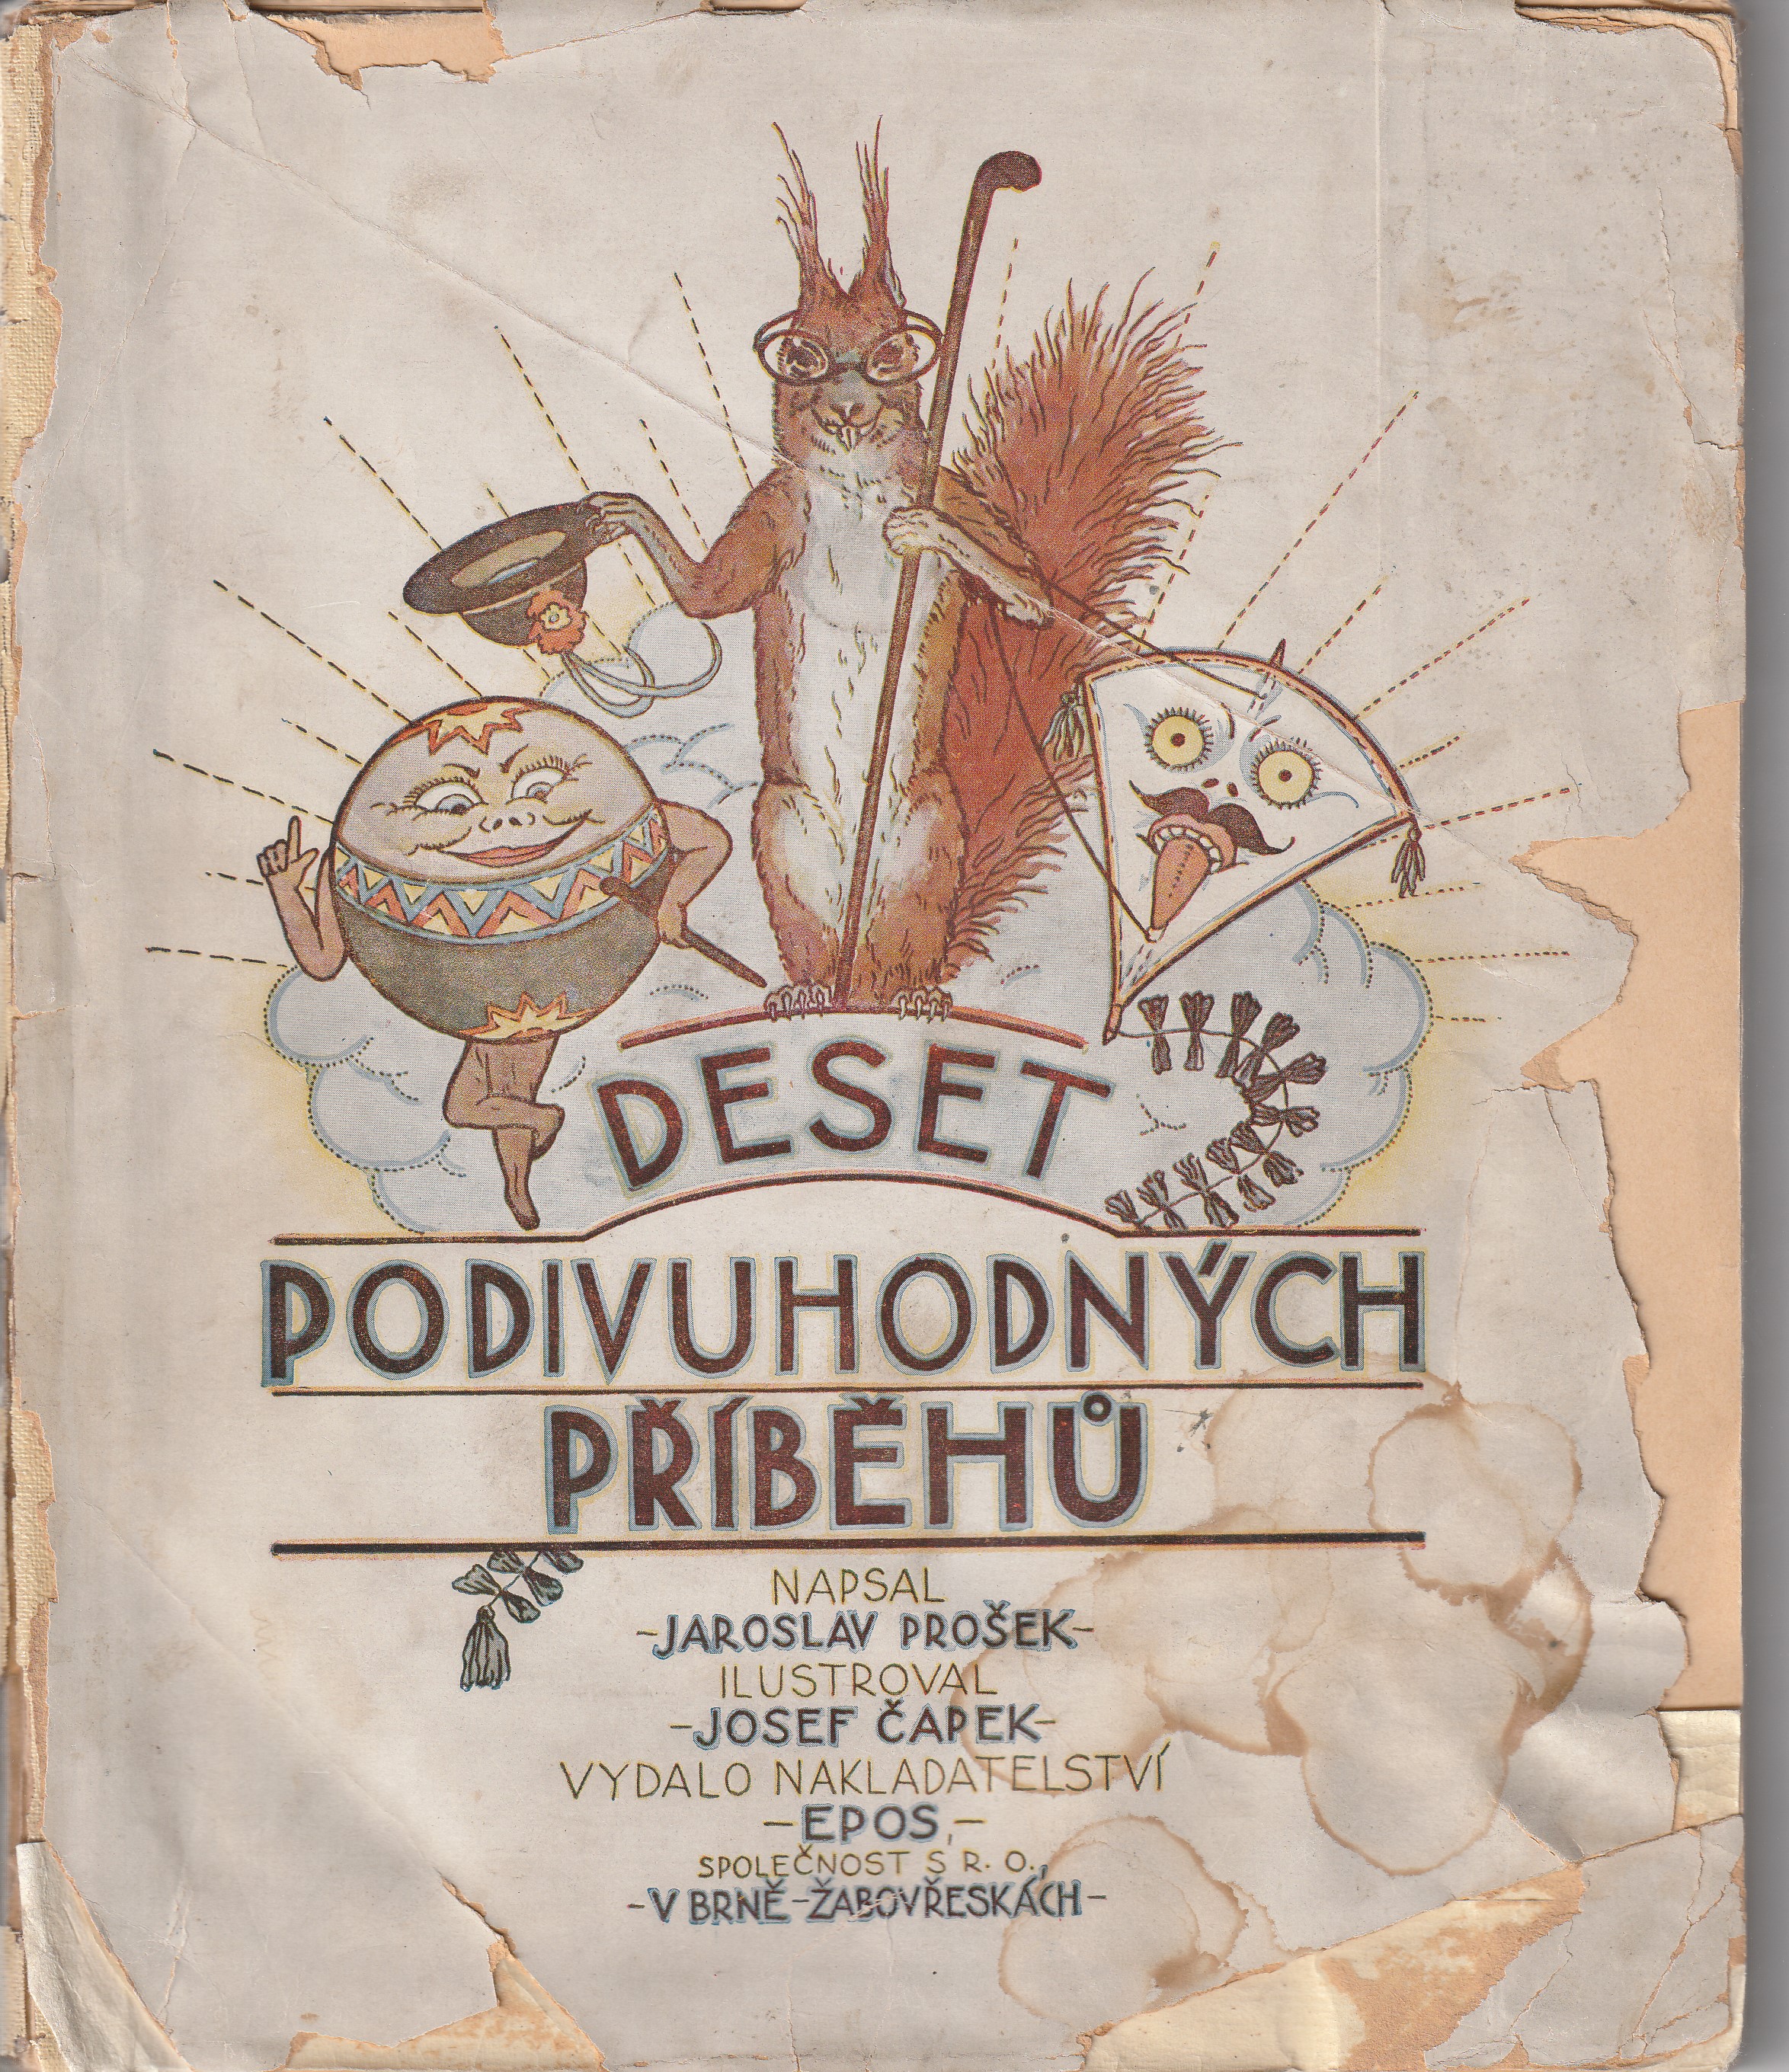 DESET
PODIVUHODNÝCH
PŘÍBĚHŮ
NAPSAL
-JAROSLAV PROŠEK-
ILUSTROVAL
-JOSEF ČAPEK-
VYDALO NAKLADATELSTVÍ
-EPOS,-
SPOLEČNOST S R. O.,
-V BRNĚ-ŽABOVŘESKÁCH-